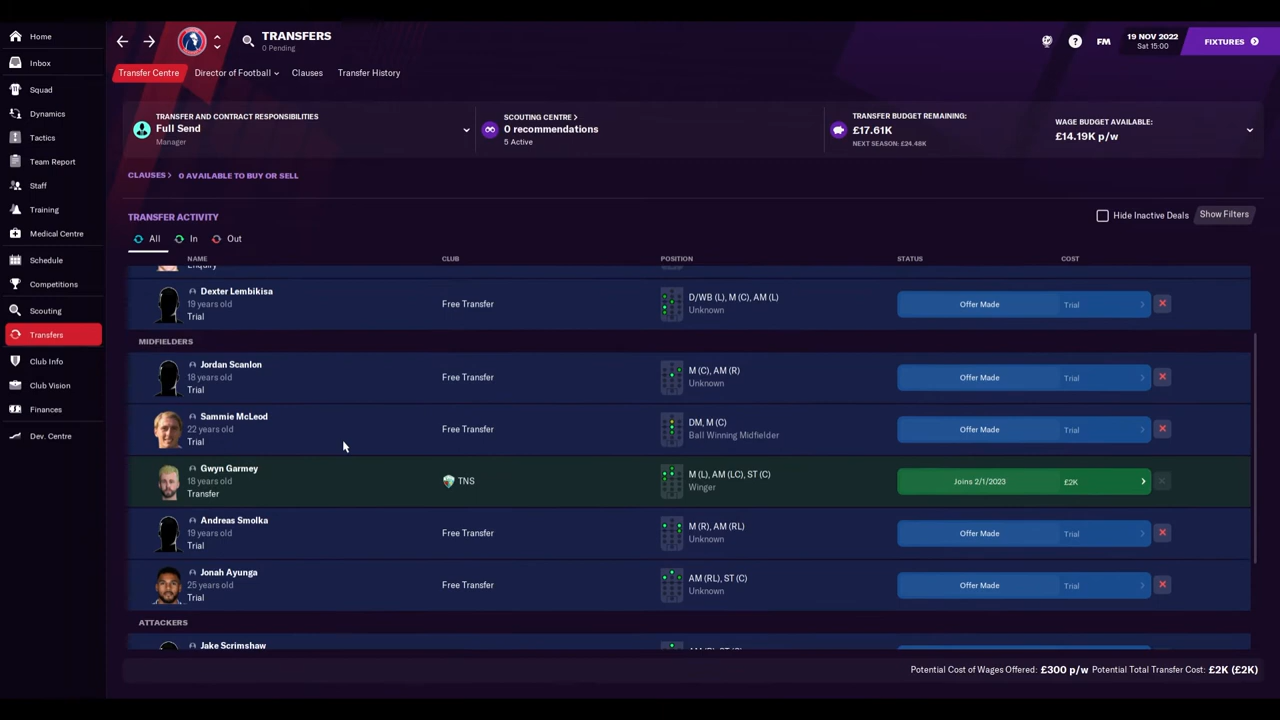 Home
TRANSFERS
0 Pending
FM
19 NOV 2022
Sat 15:00
FIXTURES
Inbox
Transfer Centre
Director of Football
Clauses
Transfer History
Squad
Dynamics
Tactics
Team Report
Staff
Training
Medical Centre
Schedule
Competitions
Scouting
Transfers
Club Info
Club Vision
Finances
Dev. Centre
TRANSFER AND CONTRACT RESPONSIBILITIES
Full Send
Manager
SCOUTING CENTRE >
0 recommendations
5 Active
TRANSFER BUDGET REMAINING:
£17.61K
NEXT SEASON: £24.48K
WAGE BUDGET AVAILABLE:
£14.19K p/w
CLAUSES > 0 AVAILABLE TO BUY OR SELL
TRANSFER ACTIVITY
Hide Inactive Deals
Show Filters
All In Out
NAME CLUB POSITION STATUS COST
Enquiry
Dexter Lembikisa
19 years old
Trial
Free Transfer
D/WB (L), M (C), AM (L)
Unknown
Offer Made Trial
MIDFIELDERS
Jordan Scanlon
18 years old
Trial
Free Transfer
M (C), AM (R)
Unknown
Offer Made Trial
Sammie McLeod
22 years old
Trial
Free Transfer
DM, M (C)
Ball Winning Midfielder
Offer Made Trial
Gwyn Garmey
18 years old
Transfer
TNS
M (L), AM (LC), ST (C)
Winger
Joins 2/1/2023 £2K
Andreas Smolka
19 years old
Trial
Free Transfer
M (R), AM (RL)
Unknown
Offer Made Trial
Jonah Ayunga
25 years old
Trial
Free Transfer
AM (RL), ST (C)
Unknown
Offer Made Trial
ATTACKERS
Jake Scrimshaw
Potential Cost of Wages Offered: £300 p/w Potential Total Transfer Cost: £2K (£2K)